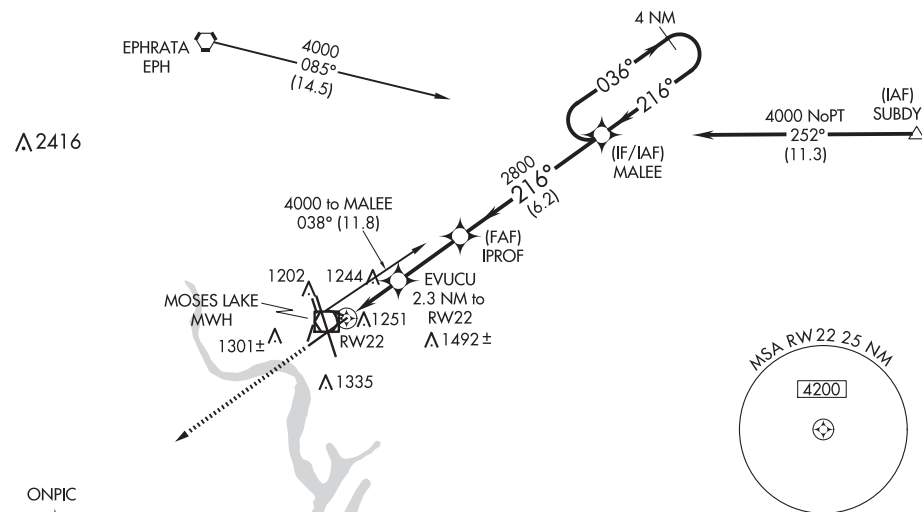 4 NM
EPHRATA
EPH
4000
085°
(14.5)
036°
216°
(IAF)
SUBDY
4000 NoPT
252°
(11.3)
2416
(IF/IAF)
MALEE
2800
216°
(6.2)
4000 to MALEE
038° (11.8)
(FAF)
IPROF
1202
1244
EVUCU
2.3 NM to
RW22
MOSES LAKE
MWH
1251
RW22
1301±
1492±
1335
MSA RW22 25 NM
4200
ONPIC